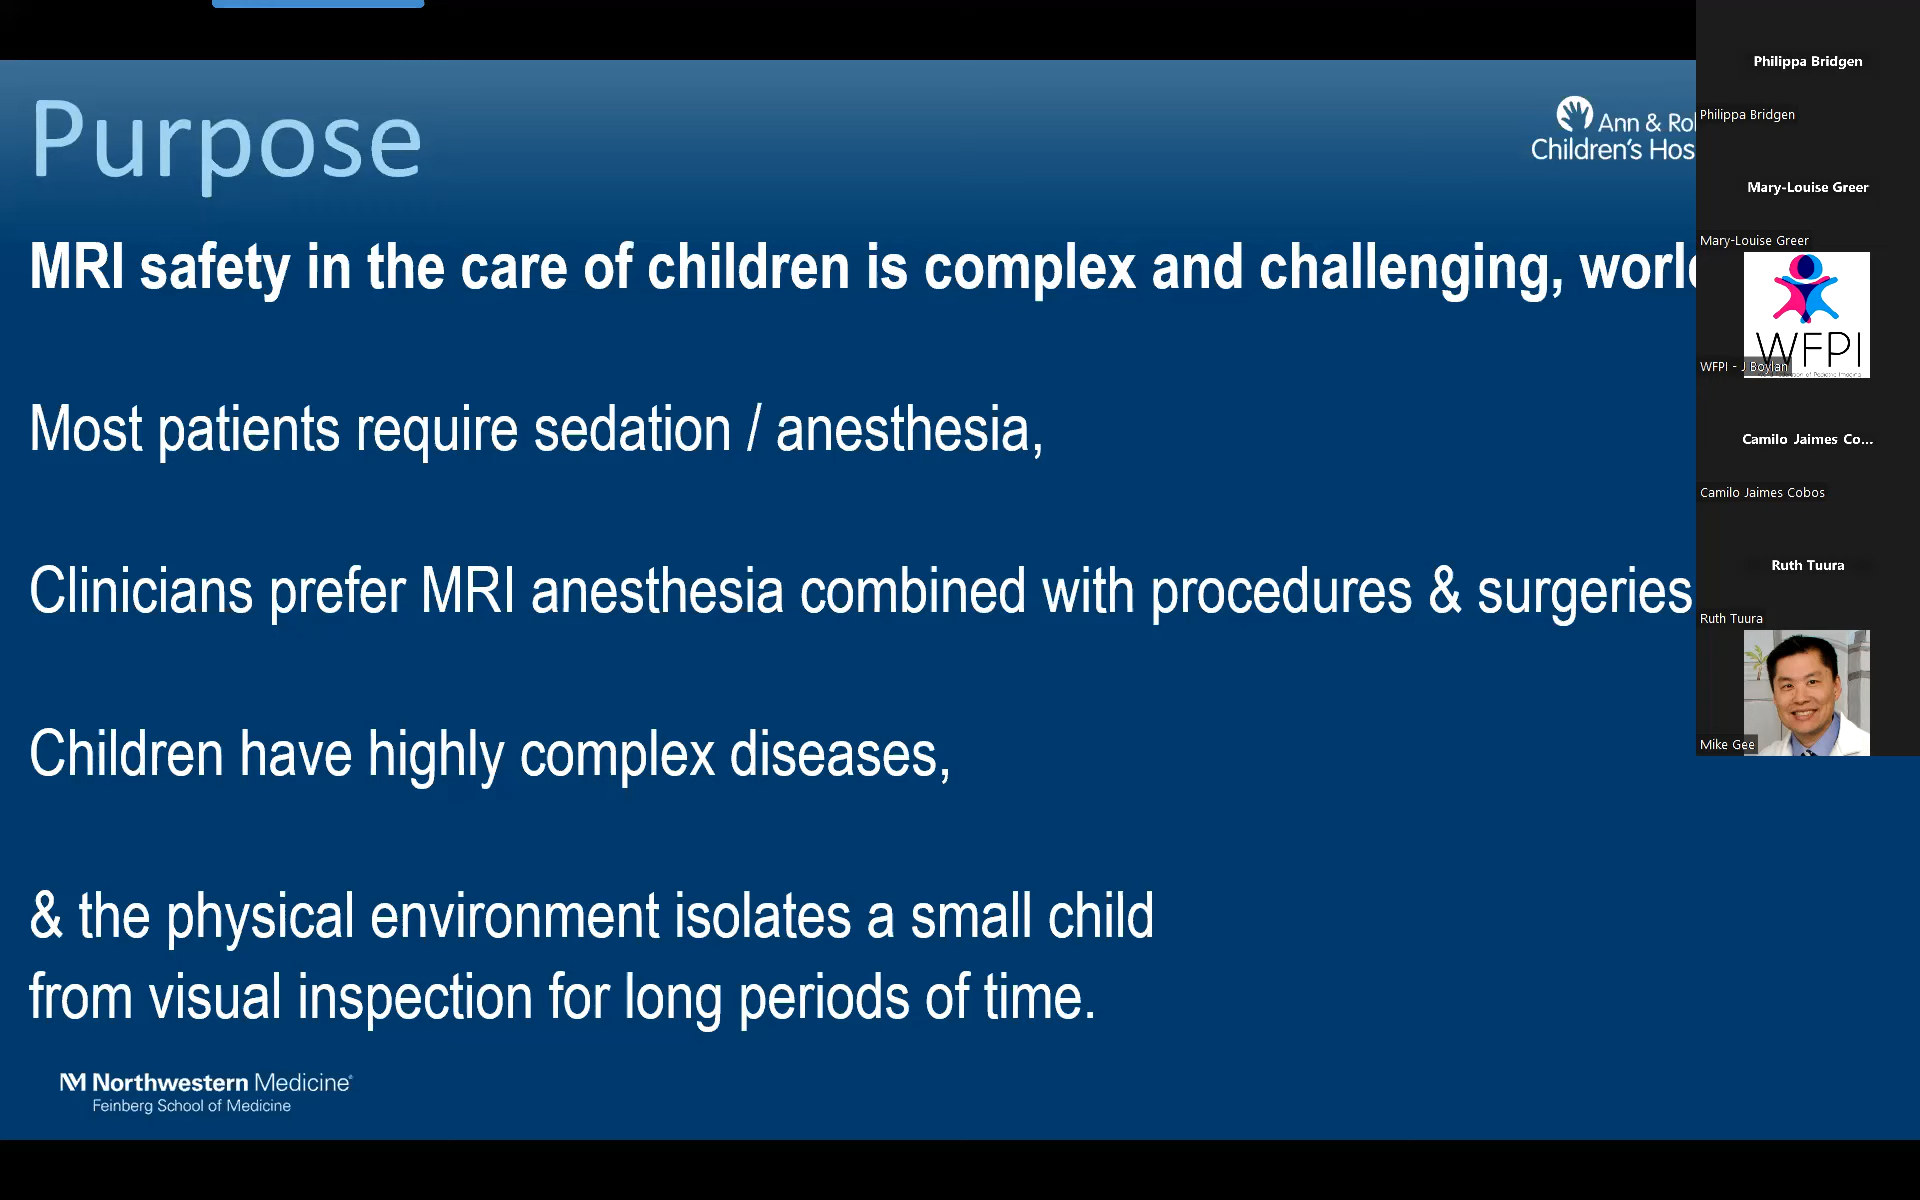 Purpose
Ann & Ro
Children's Hos
MRI safety in the care of children is complex and challenging, worl
Most patients require sedation / anesthesia,
Clinicians prefer MRI anesthesia combined with procedures & surgeries
Children have highly complex diseases,
& the physical environment isolates a small child
from visual inspection for long periods of time.
NM Northwestern Medicine®
Feinberg School of Medicine
Philippa Bridgen
Philippa Bridgen
Mary-Louise Greer
Mary-Louise Greer
WFPI
WFPI - J Boylan
Camilo Jaimes Co...
Camilo Jaimes Cobos
Ruth Tuura
Ruth Tuura
Mike Gee